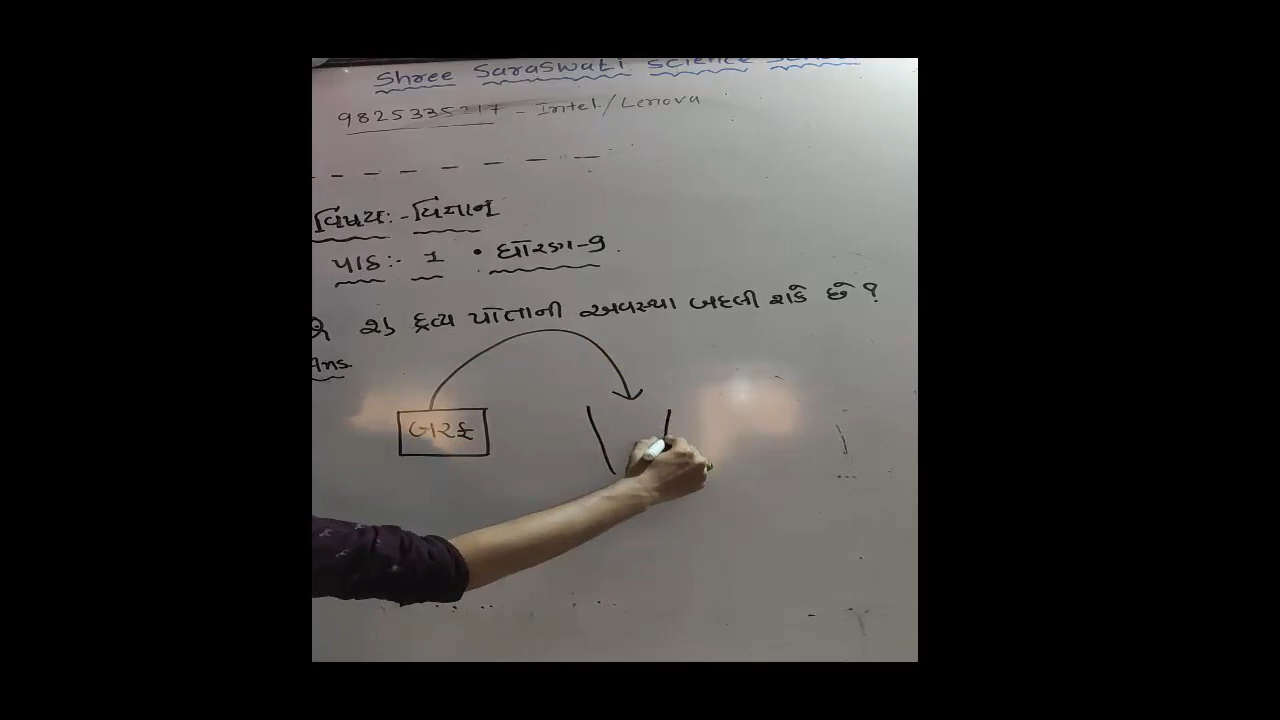 Shree Saraswati Science
9825335217 - Intel/Lenova
વિષય:- વિજ્ઞાન
પાઠ:- 1 • ધોરણ-9.
શું દ્રવ્ય પોતાની અવસ્થા બદલી શકે છે?
Ans.
બરફ